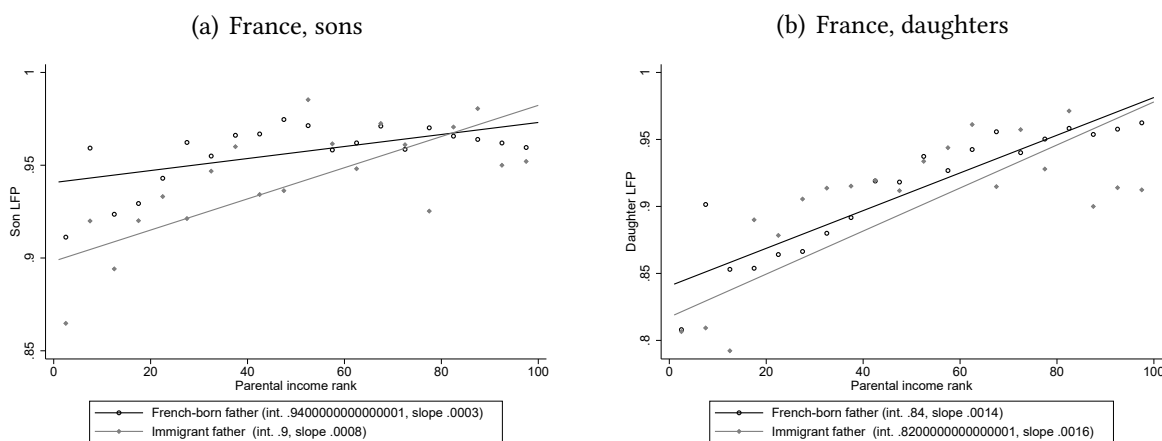 (a) France, sons
1
.95
.9
.85
Son LFP
0 20 40 60 80 100
Parental income rank
French-born father (int. .9400000000000001, slope .0003)
Immigrant father (int. .9, slope .0008)
(b) France, daughters
1
.95
.9
.85
.8
Daughter LFP
0 20 40 60 80 100
Parental income rank
French-born father (int. .84, slope .0014)
Immigrant father (int. .8200000000000001, slope .0016)